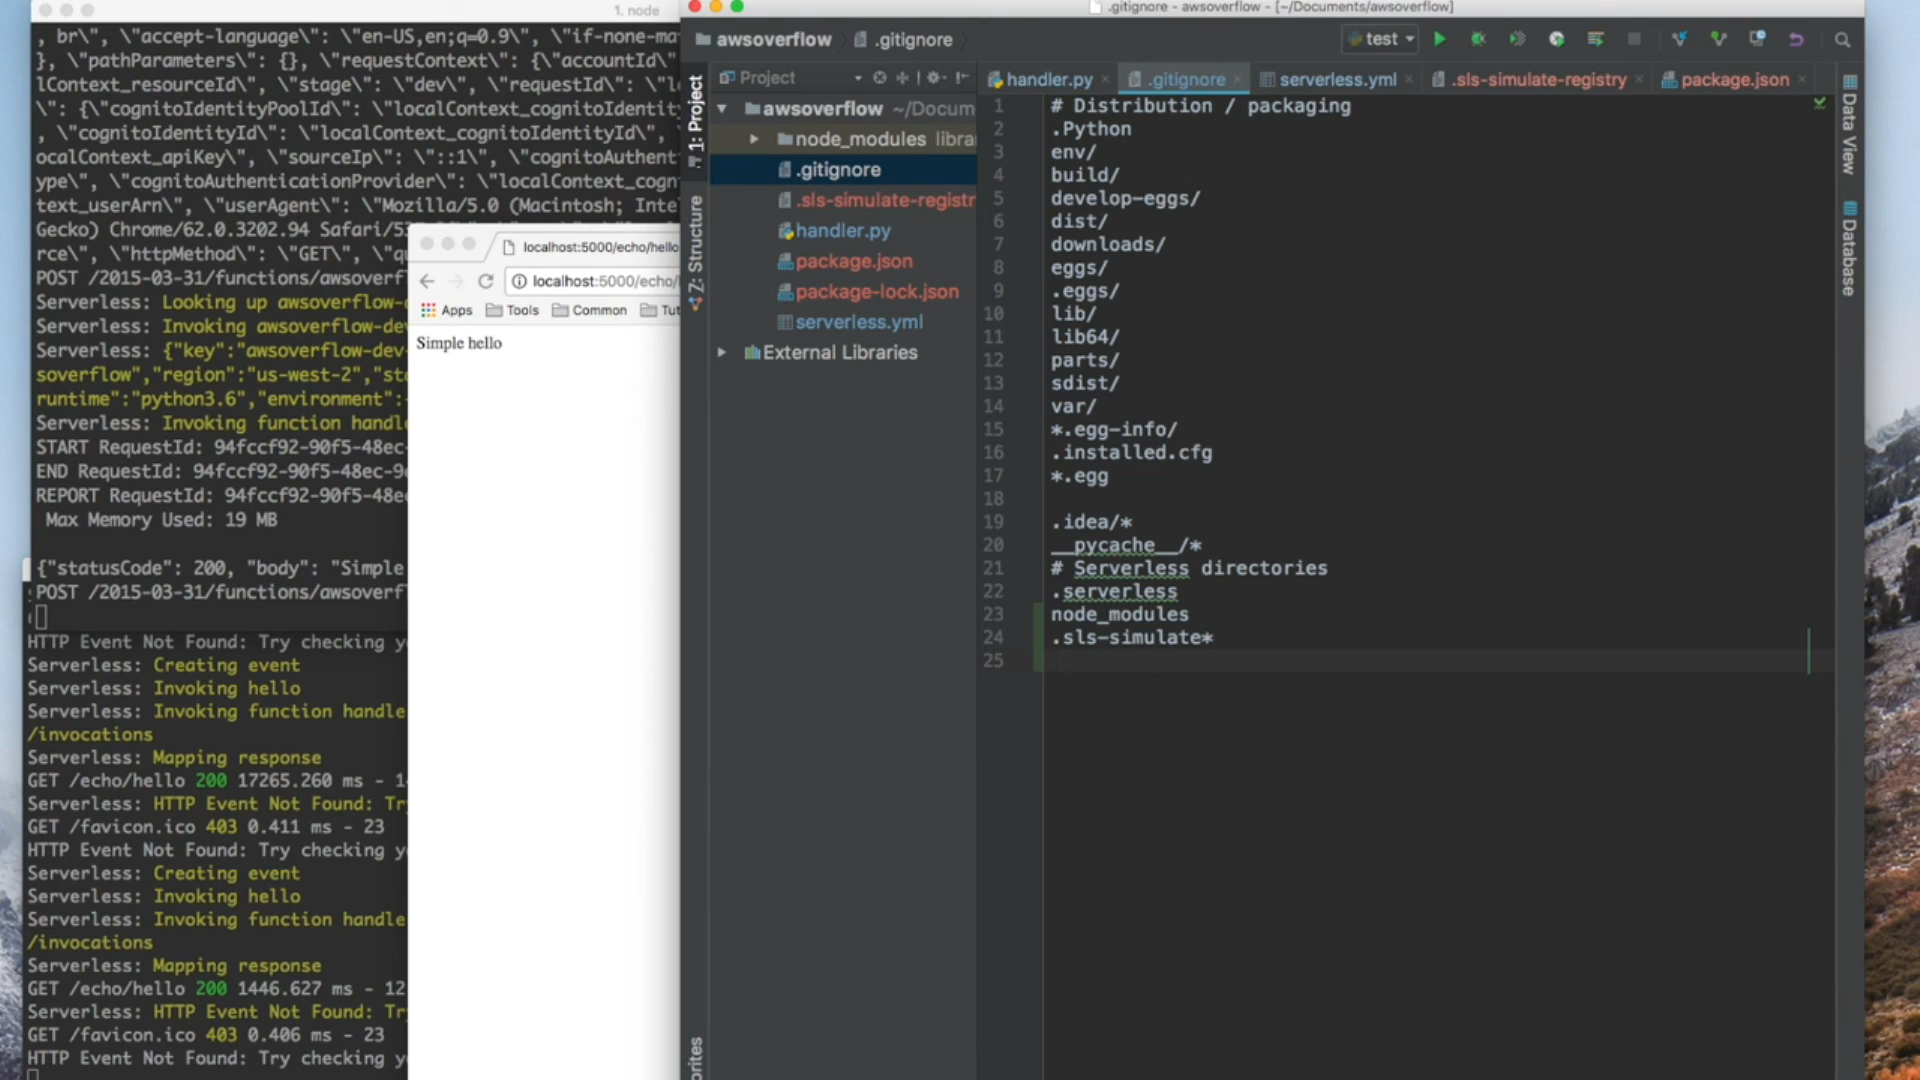 1. node
, br\", \"accept-language\": \"en-US,en;q=0.9\", \"if-none-ma
}, \"pathParameters\": {}, \"requestContext\": {\"accountId\"
lContext_resourceId\", \"stage\": \"dev\", \"requestId\": \"l
\": {\"cognitoIdentityPoolId\": \"localContext_cognitoIdentit
, \"cognitoIdentityId\": \"localContext_cognitoIdentityId\",
ocalContext_apiKey\", \"sourceIp\": \"::1\", \"cognitoAuthent
ype\", \"cognitoAuthenticationProvider\": \"localContext_cogn
text_userArn\", \"userAgent\": \"Mozilla/5.0 (Macintosh; Inte
Gecko) Chrome/62.0.3202.94 Safari/53
rce\", \"httpMethod\": \"GET\", \"qu
POST /2015-03-31/functions/awsoverf
Serverless: Looking up awsoverflow-
Serverless: Invoking awsoverflow-dev
Serverless: {"key":"awsoverflow-dev-
soverflow","region":"us-west-2","st
runtime":"python3.6","environment":
Serverless: Invoking function handl
START RequestId: 94fccf92-90f5-48ec-
END RequestId: 94fccf92-90f5-48ec-9
REPORT RequestId: 94fccf92-90f5-48e
Max Memory Used: 19 MB
{"statusCode": 200, "body": "Simple
POST /2015-03-31/functions/awsoverf
HTTP Event Not Found: Try checking y
Serverless: Creating event
Serverless: Invoking hello
Serverless: Invoking function handle
/invocations
Serverless: Mapping response
GET /echo/hello 200 17265.260 ms - 1
Serverless: HTTP Event Not Found: Tr
GET /favicon.ico 403 0.411 ms - 23
HTTP Event Not Found: Try checking y
Serverless: Creating event
Serverless: Invoking hello
Serverless: Invoking function handle
/invocations
Serverless: Mapping response
GET /echo/hello 200 1446.627 ms - 12
Serverless: HTTP Event Not Found: Tr
GET /favicon.ico 403 0.406 ms - 23
HTTP Event Not Found: Try checking y
localhost:5000/echo/hello
localhost:5000/echo/
Apps Tools Common Tut
Simple hello
.gitignore - awsoverflow - [~/Documents/awsoverflow]
awsoverflow .gitignore
test
Project
handler.py .gitignore serverless.yml .sls-simulate-registry package.json
1: Project
Z: Structure
orites
awsoverflow ~/Docum
node_modules libra
.gitignore
.sls-simulate-registr
handler.py
package.json
package-lock.json
serverless.yml
External Libraries
1 # Distribution / packaging
2 .Python
3 env/
4 build/
5 develop-eggs/
6 dist/
7 downloads/
8 eggs/
9 .eggs/
10 lib/
11 lib64/
12 parts/
13 sdist/
14 var/
15 *.egg-info/
16 .installed.cfg
17 *.egg
18
19 .idea/*
20 __pycache__/*
21 # Serverless directories
22 .serverless
23 node_modules
24 .sls-simulate*
25
Data View
Database